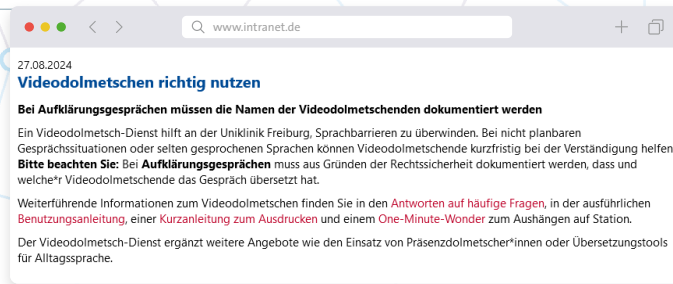 www.intranet.de
27.08.2024
Videodolmetschen richtig nutzen
Bei Aufklärungsgesprächen müssen die Namen der Videodolmetschenden dokumentiert werden
Ein Videodolmetsch-Dienst hilft an der Uniklinik Freiburg, Sprachbarrieren zu überwinden. Bei nicht planbaren
Gesprächssituationen oder selten gesprochenen Sprachen können Videodolmetschende kurzfristig bei der Verständigung helfen
Bitte beachten Sie: Bei Aufklärungsgesprächen muss aus Gründen der Rechtssicherheit dokumentiert werden, dass und
welche*r Videodolmetschende das Gespräch übersetzt hat.
Weiterführende Informationen zum Videodolmetschen finden Sie in den Antworten auf häufige Fragen, in der ausführlichen
Benutzungsanleitung, einer Kurzanleitung zum Ausdrucken und einem One-Minute-Wonder zum Aushängen auf Station.
Der Videodolmetsch-Dienst ergänzt weitere Angebote wie den Einsatz von Präsenzdolmetscher*innen oder Übersetzungstools
für Alltagssprache.